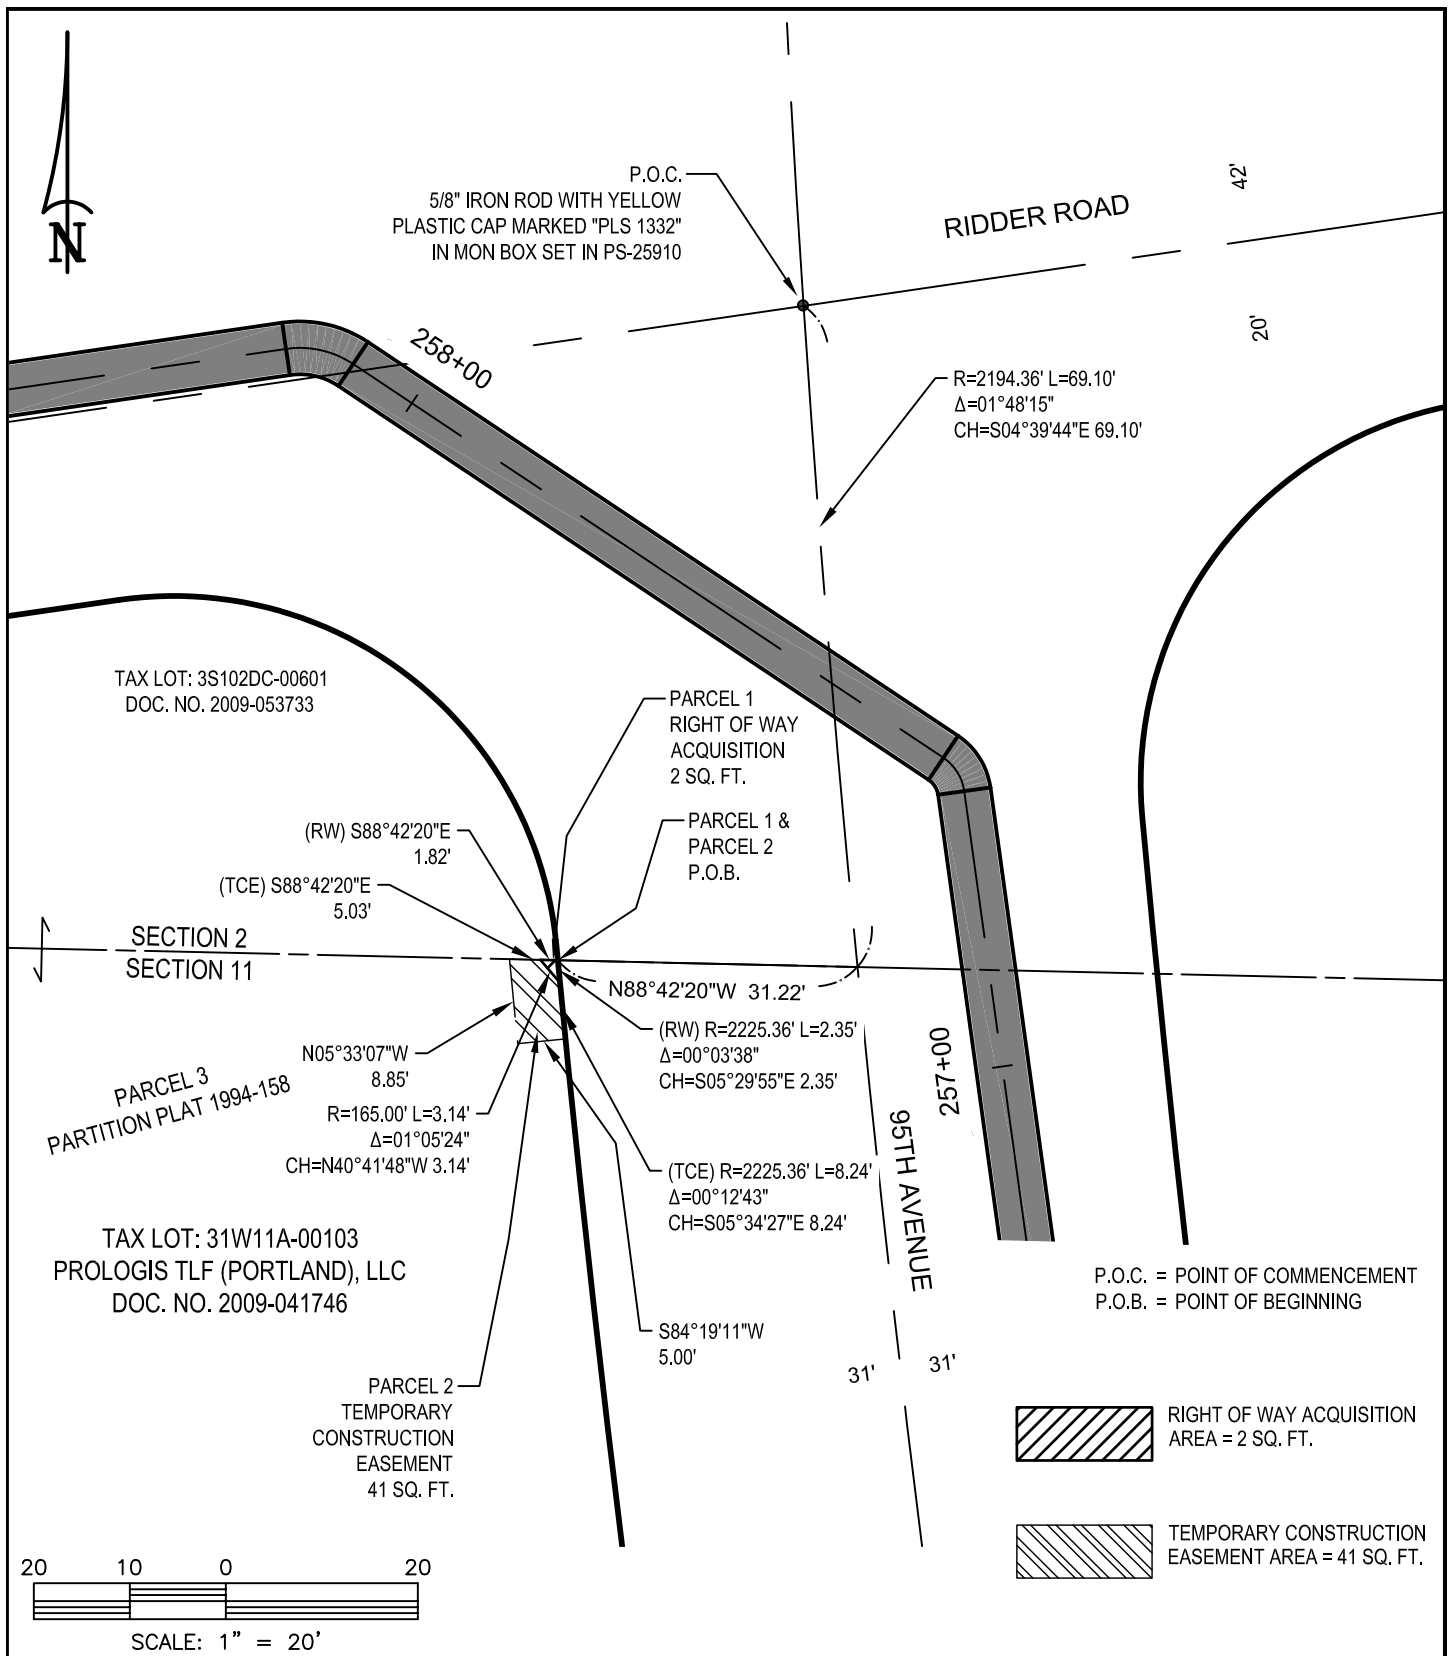 N
P.O.C.
5/8" IRON ROD WITH YELLOW
PLASTIC CAP MARKED "PLS 1332"
IN MON BOX SET IN PS-25910
RIDDER ROAD
42'
20'
258+00
R=2194.36' L=69.10'
Δ=01°48'15"
CH=S04°39'44"E 69.10'
TAX LOT: 3S102DC-00601
DOC. NO. 2009-053733
PARCEL 1
RIGHT OF WAY
ACQUISITION
2 SQ. FT.
PARCEL 1 &
PARCEL 2
P.O.B.
(RW) S88°42'20"E
1.82'
(TCE) S88°42'20"E
5.03'
SECTION 2
SECTION 11
N88°42'20"W 31.22'
(RW) R=2225.36' L=2.35'
Δ=00°03'38"
CH=S05°29'55"E 2.35'
N05°33'07"W
8.85'
PARCEL 3
PARTITION PLAT 1994-158
R=165.00' L=3.14'
Δ=01°05'24"
CH=N40°41'48"W 3.14'
257+00
95TH AVENUE
(TCE) R=2225.36' L=8.24'
Δ=00°12'43"
CH=S05°34'27"E 8.24'
TAX LOT: 31W11A-00103
PROLOGIS TLF (PORTLAND), LLC
DOC. NO. 2009-041746
P.O.C. = POINT OF COMMENCEMENT
P.O.B. = POINT OF BEGINNING
S84°19'11"W
5.00'
31'
31'
PARCEL 2
TEMPORARY
CONSTRUCTION
EASEMENT
41 SQ. FT.
RIGHT OF WAY ACQUISITION
AREA = 2 SQ. FT.
TEMPORARY CONSTRUCTION
EASEMENT AREA = 41 SQ. FT.
20 10 0 20
SCALE: 1" = 20'